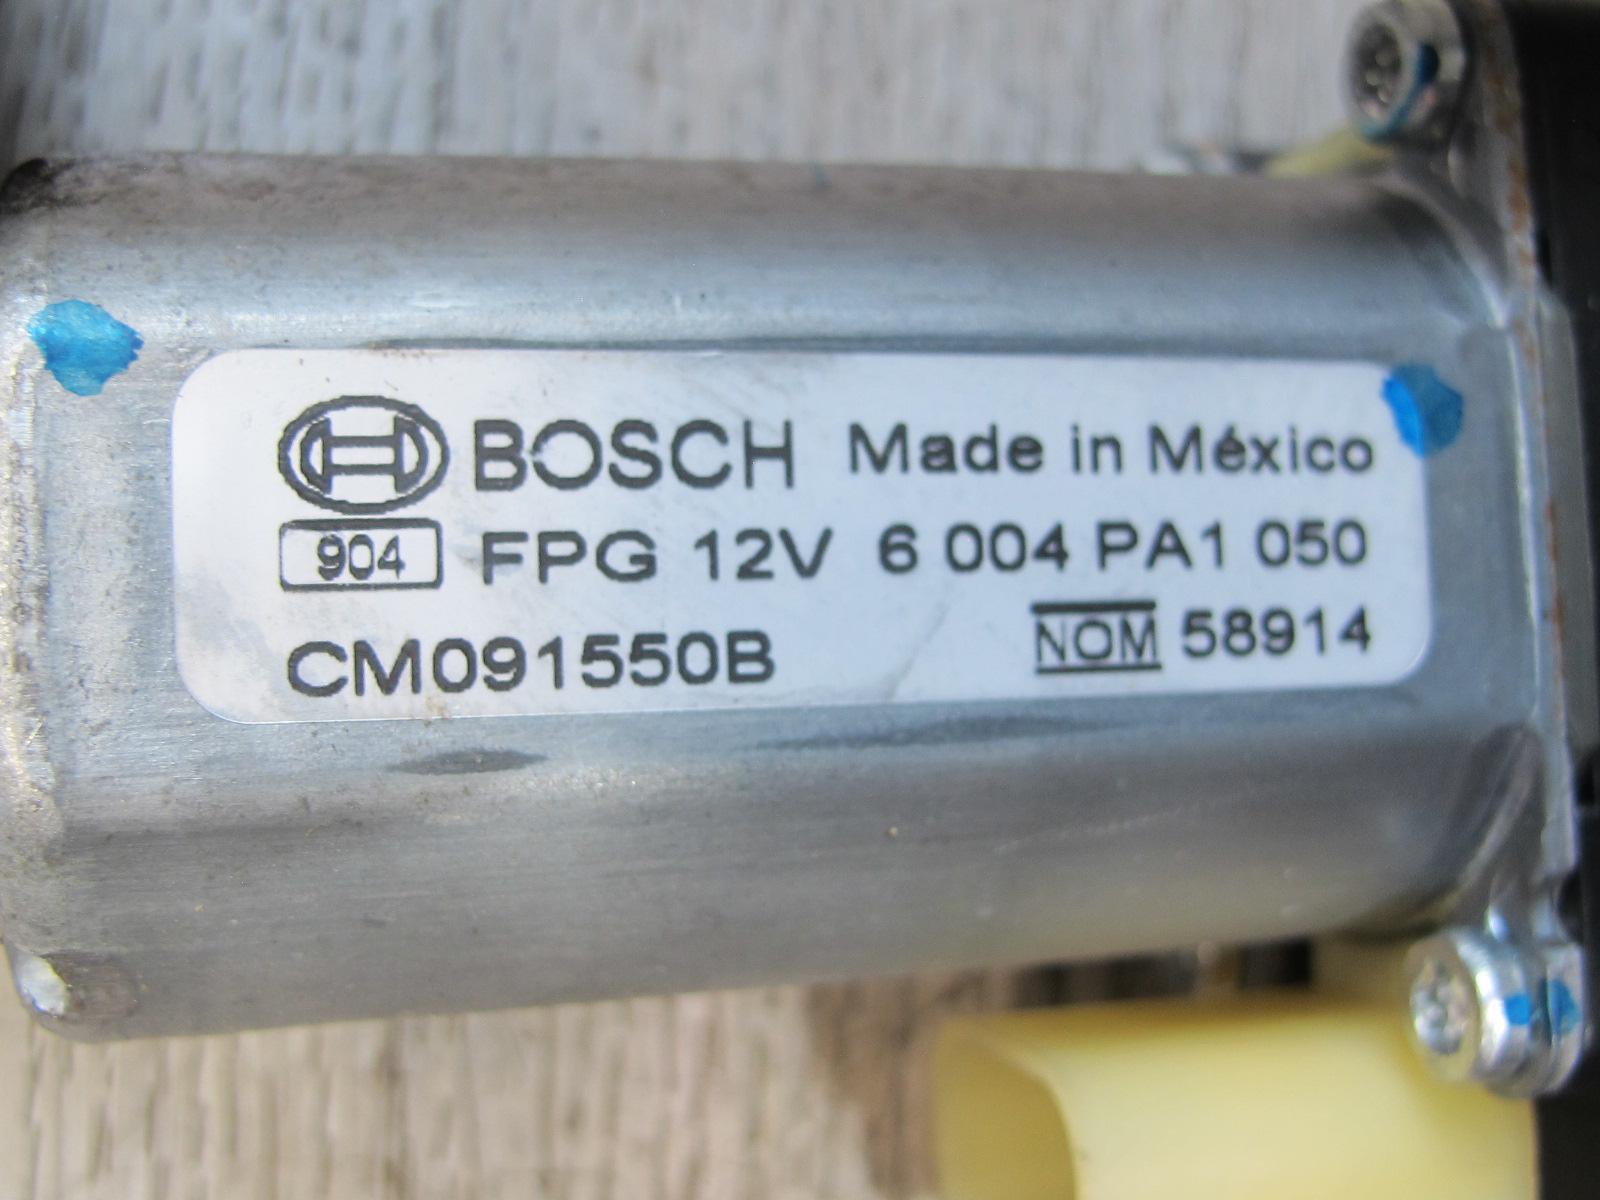 BOSCH Made in México
904 FPG 12V 6 004 PA1 050
CM091550B NOM 58914